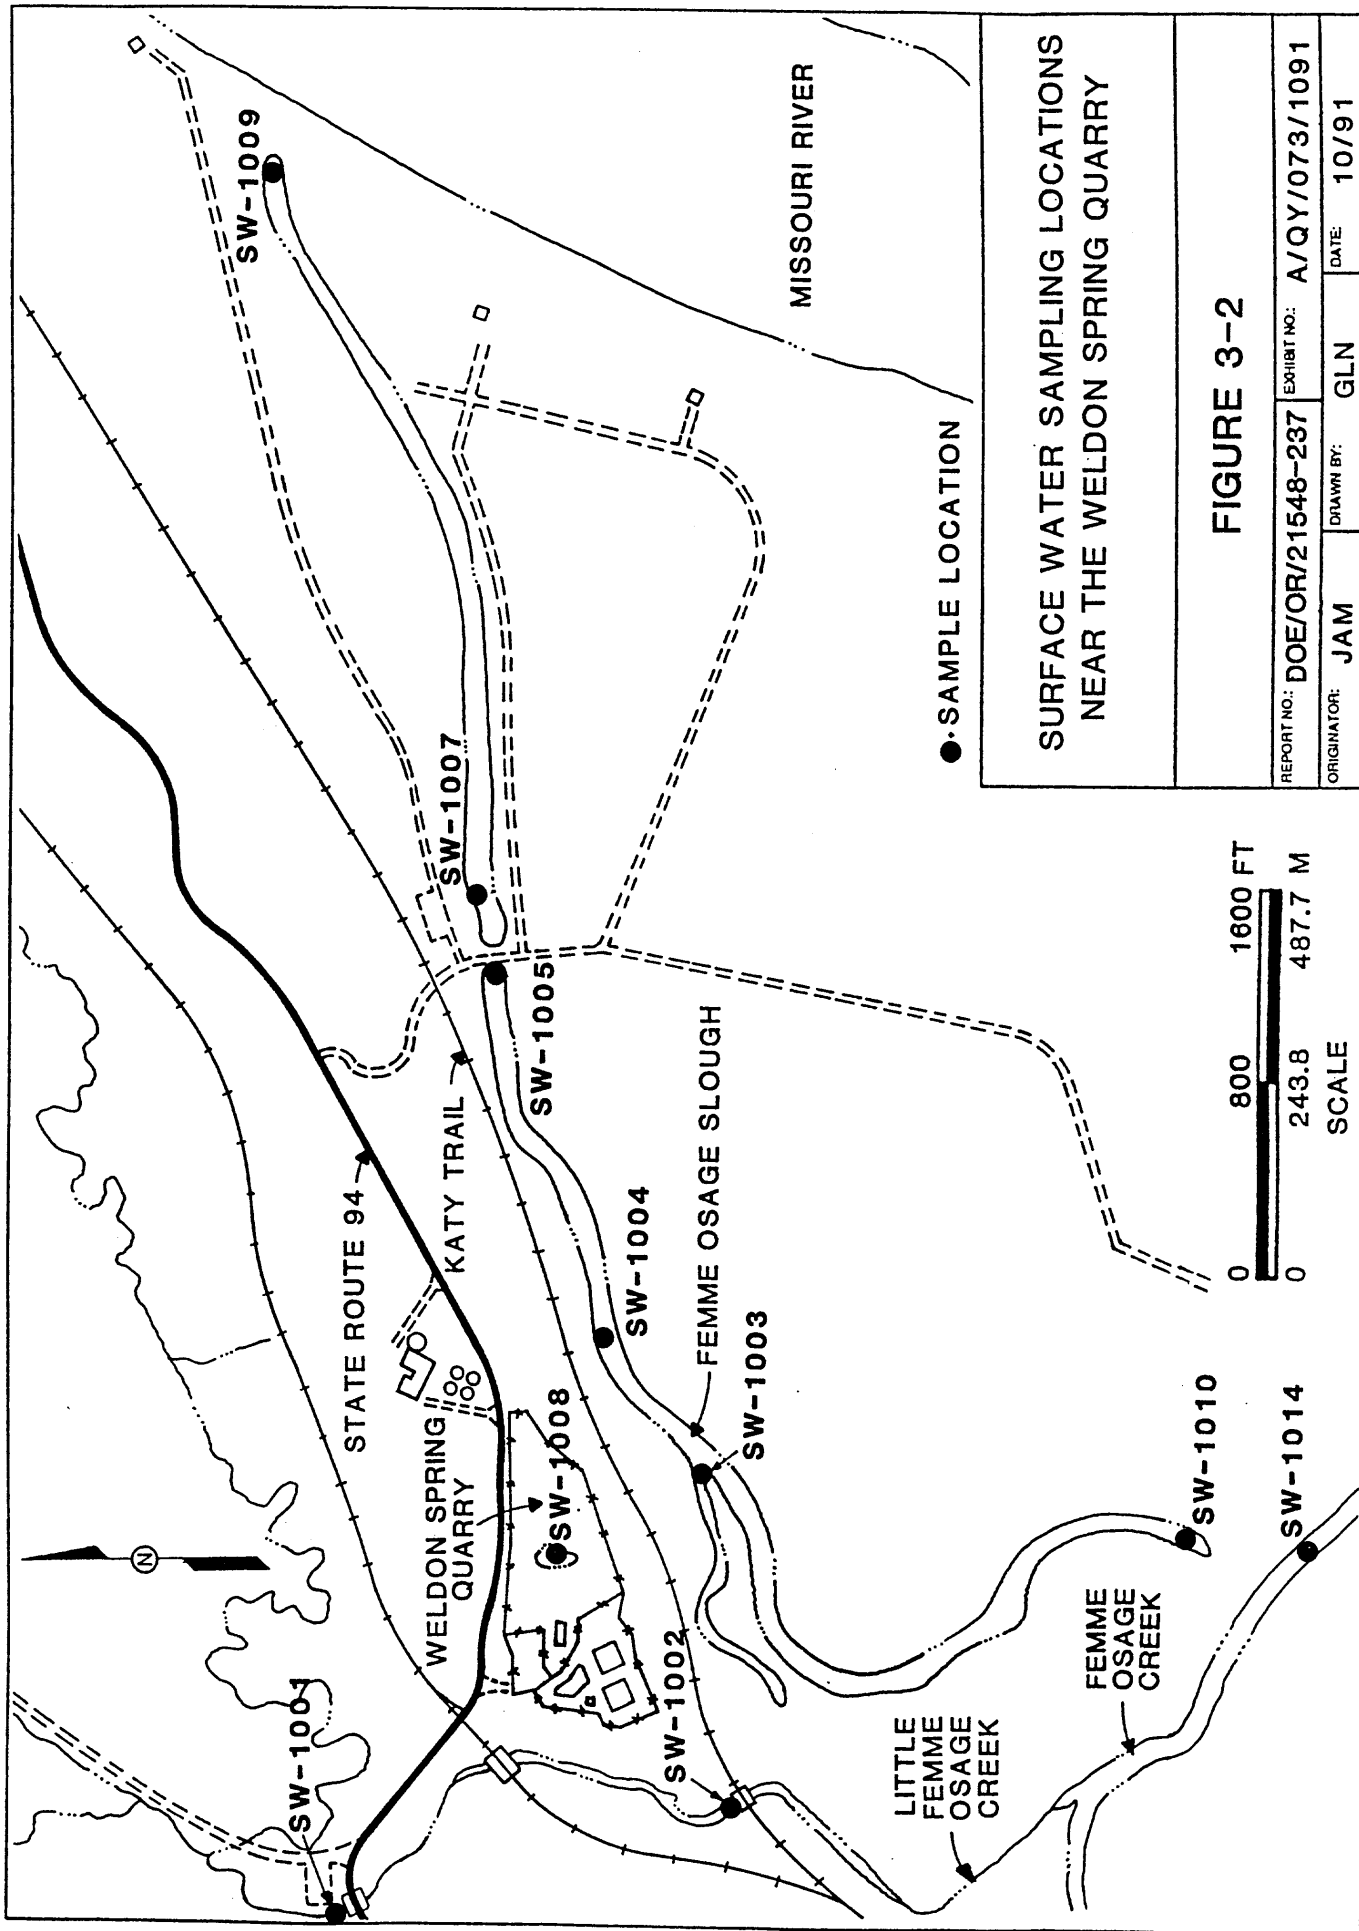 SW-1001
SW-1002
SW-1003
SW-1004
SW-1005
SW-1007
SW-1008
SW-1009
SW-1010
SW-1014
N
STATE ROUTE 94
KATY TRAIL
WELDON SPRING
QUARRY
FEMME OSAGE SLOUGH
LITTLE
FEMME
OSAGE
CREEK
FEMME
OSAGE
CREEK
MISSOURI RIVER
SAMPLE LOCATION
0 800 1600 FT
0 243.8 487.7 M
SCALE
SURFACE WATER SAMPLING LOCATIONS
NEAR THE WELDON SPRING QUARRY
FIGURE 3-2
REPORT NO.: DOE/OR/21548-237
EXHIBIT NO.: A/QY/073/1091
ORIGINATOR: JAM
DRAWN BY: GLN
DATE: 10/91